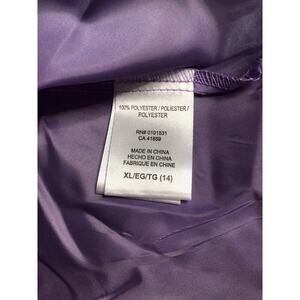 100% POLYESTER / POLIESTER /
POLYESTER
RN# 0101531
CA 41859
MADE IN CHINA
HECHO EN CHINA
FABRIQUE EN CHINE
XL/EG/TG (14)